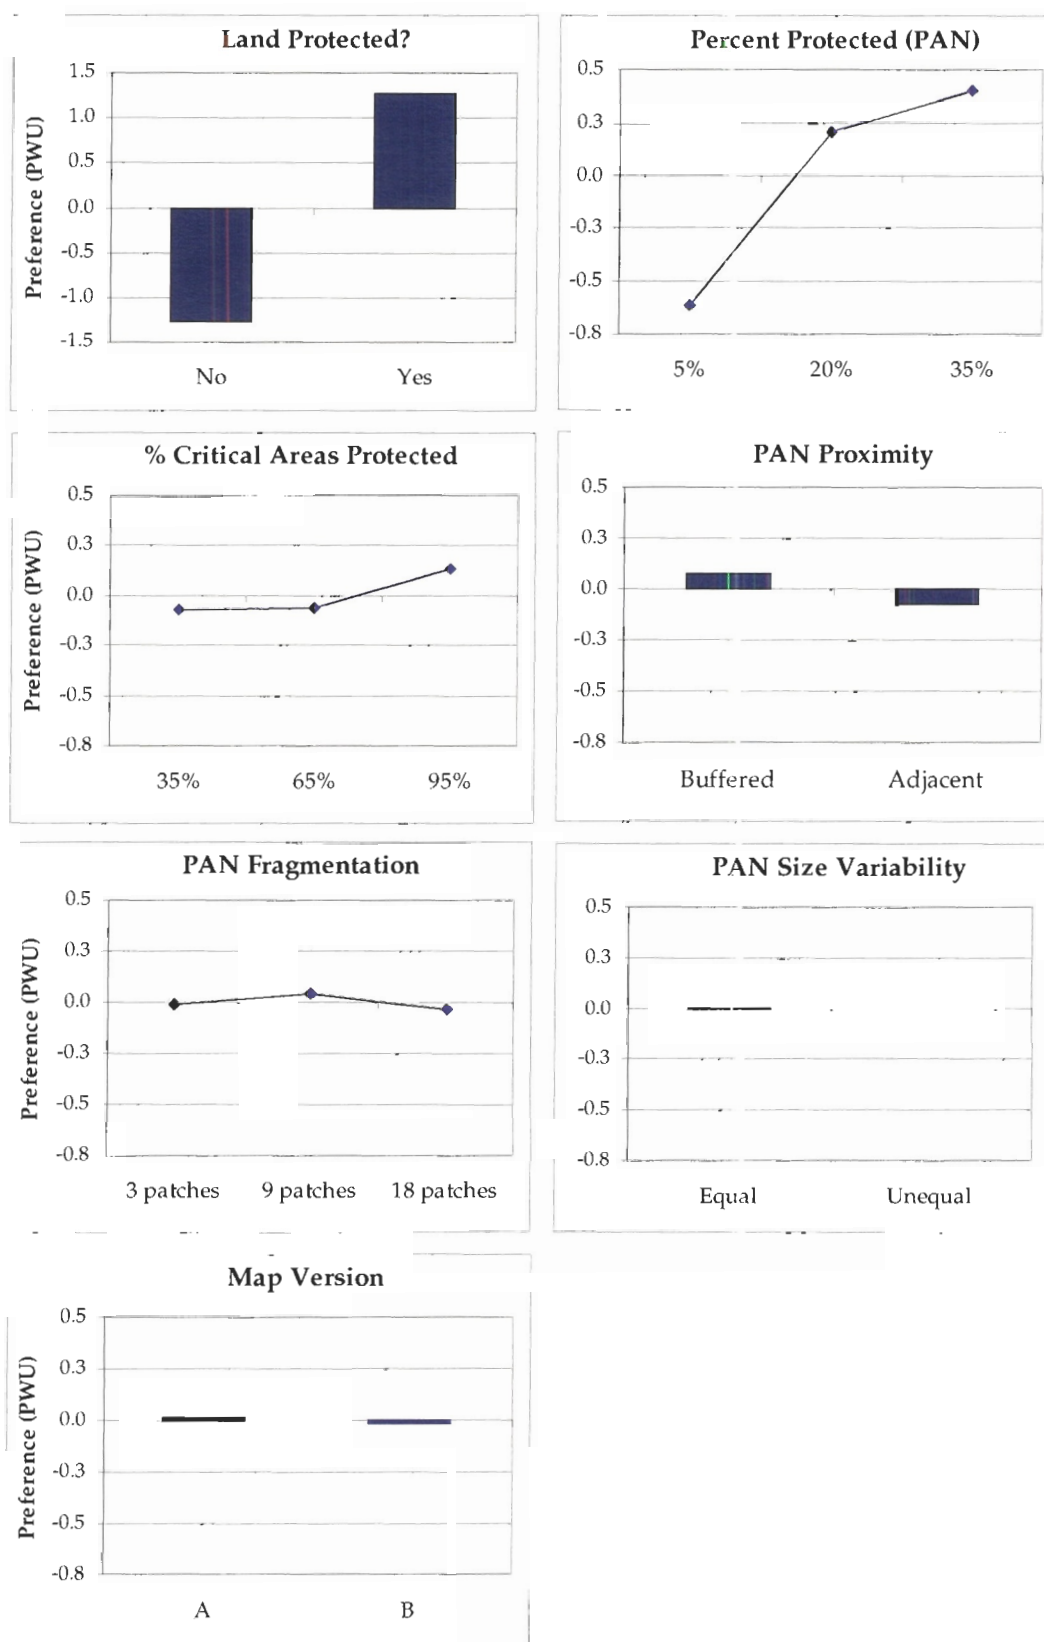 Land Protected?
Preference (PWU)
1.5
1.0
0.5
0.0
-0.5
-1.0
-1.5
No Yes
Percent Protected (PAN)
0.5
0.3
0.0
-0.3
-0.5
-0.8
5% 20% 35%
% Critical Areas Protected
Preference (PWU)
0.5
0.3
0.0
-0.3
-0.5
-0.8
35% 65% 95%
PAN Proximity
0.5
0.3
0.0
-0.3
-0.5
-0.8
Buffered Adjacent
PAN Fragmentation
Preference (PWU)
0.5
0.3
0.0
-0.3
-0.5
-0.8
3 patches 9 patches 18 patches
PAN Size Variability
0.5
0.3
0.0
-0.3
-0.5
-0.8
Equal Unequal
Map Version
Preference (PWU)
0.5
0.3
0.0
-0.3
-0.5
-0.8
A B